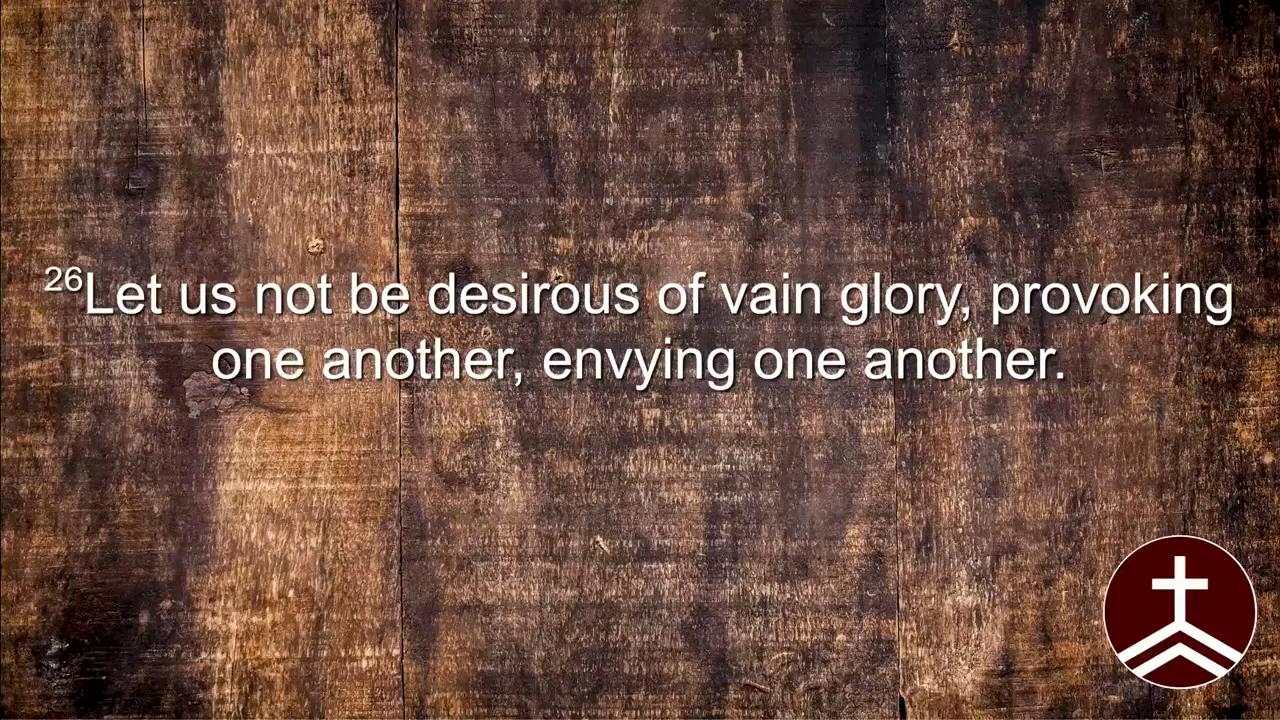 26Let us not be desirous of vain glory, provoking
one another, envying one another.